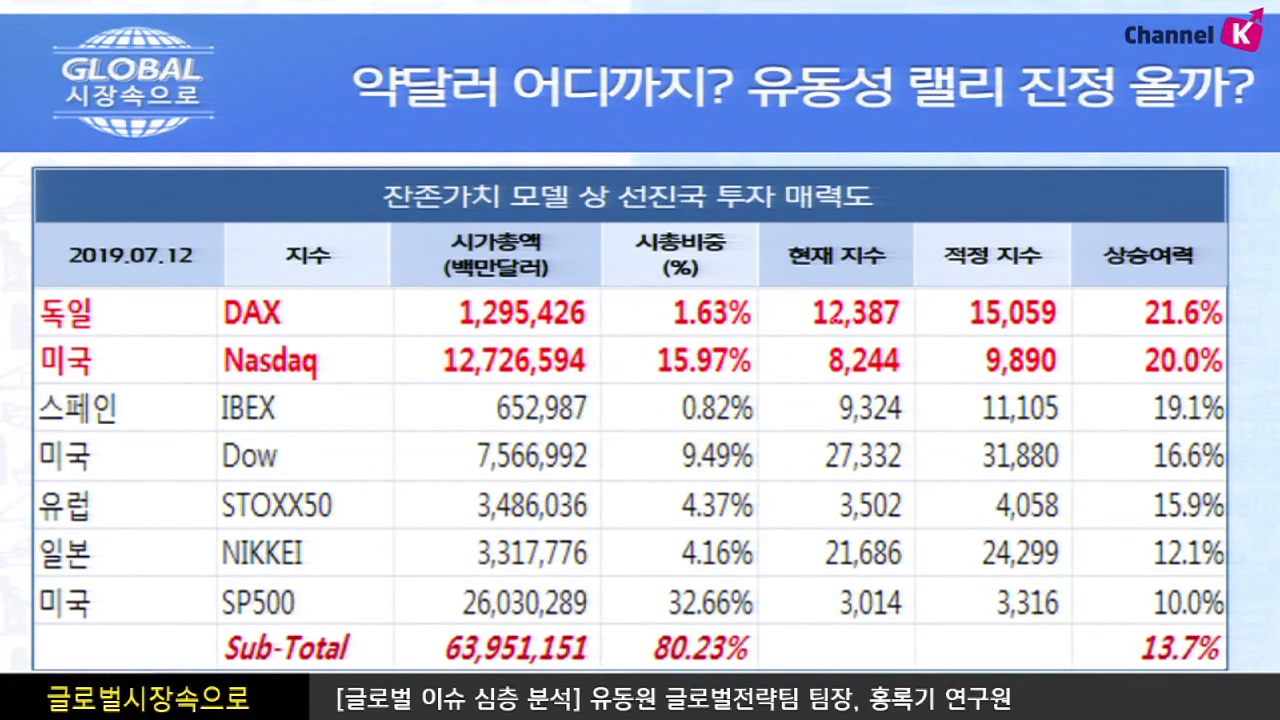 Channel K
GLOBAL
시장속으로
약달러 어디까지? 유동성 랠리 진정 올까?
잔존가치 모델 상 선진국 투자 매력도
2019.07.12 지수 시가총액 (백만달러) 시총비중 (%) 현재 지수 적정 지수 상승여력
독일 DAX 1,295,426 1.63% 12,387 15,059 21.6%
미국 Nasdaq 12,726,594 15.97% 8,244 9,890 20.0%
스페인 IBEX 652,987 0.82% 9,324 11,105 19.1%
미국 Dow 7,566,992 9.49% 27,332 31,880 16.6%
유럽 STOXX50 3,486,036 4.37% 3,502 4,058 15.9%
일본 NIKKEI 3,317,776 4.16% 21,686 24,299 12.1%
미국 SP500 26,030,289 32.66% 3,014 3,316 10.0%
Sub-Total 63,951,151 80.23% 13.7%
글로벌시장속으로 [글로벌 이슈 심층 분석] 유동원 글로벌전략팀 팀장, 홍록기 연구원